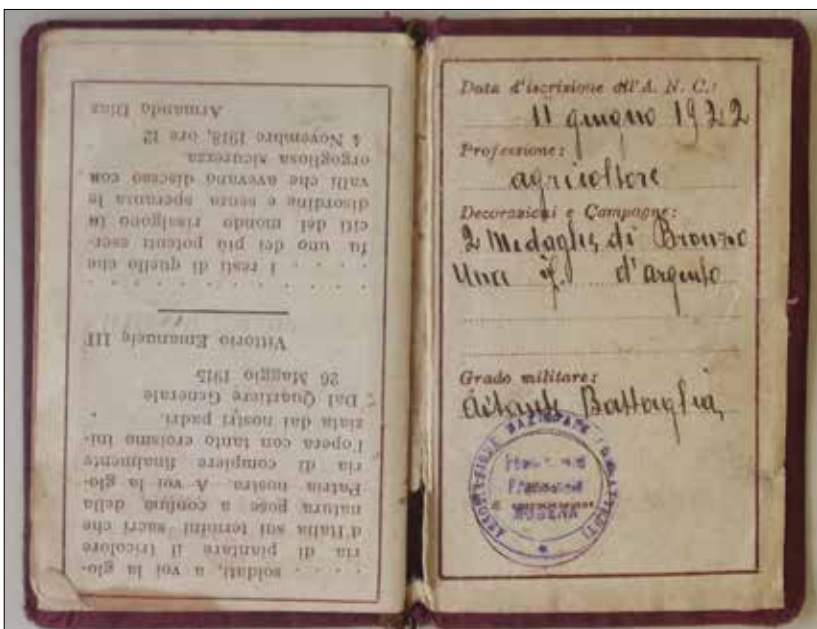 . . . . soldati, a voi la glo-
ria di piantare il tricolore
d'Italia sui termini sacri che
natura pose a confine della
Patria nostra. A voi la glo-
ria di compiere finalmente
l'opera con tanto eroismo ini-
ziata dai nostri padri.
Dal Quartiere Generale
26 Maggio 1915
Vittorio Emanuele III
. . . . I resti di quello che
fu uno dei più potenti eser-
citi del mondo risalgono in
disordine e senza speranza le
valli che avevano disceso con
orgogliosa sicurezza.
4 Novembre 1918, ore 12
Armando Diaz
Data d'iscrizione all'A. N. C.:
11 giugno 1922
Professione:
agricoltore
Decorazioni e Campagne:
2 Medaglie di Bronzo
Una id. d'argento
Grado militare:
Aitante Battaglia
ASSOCIAZIONE NAZIONALE COMBATTENTI
MODENA